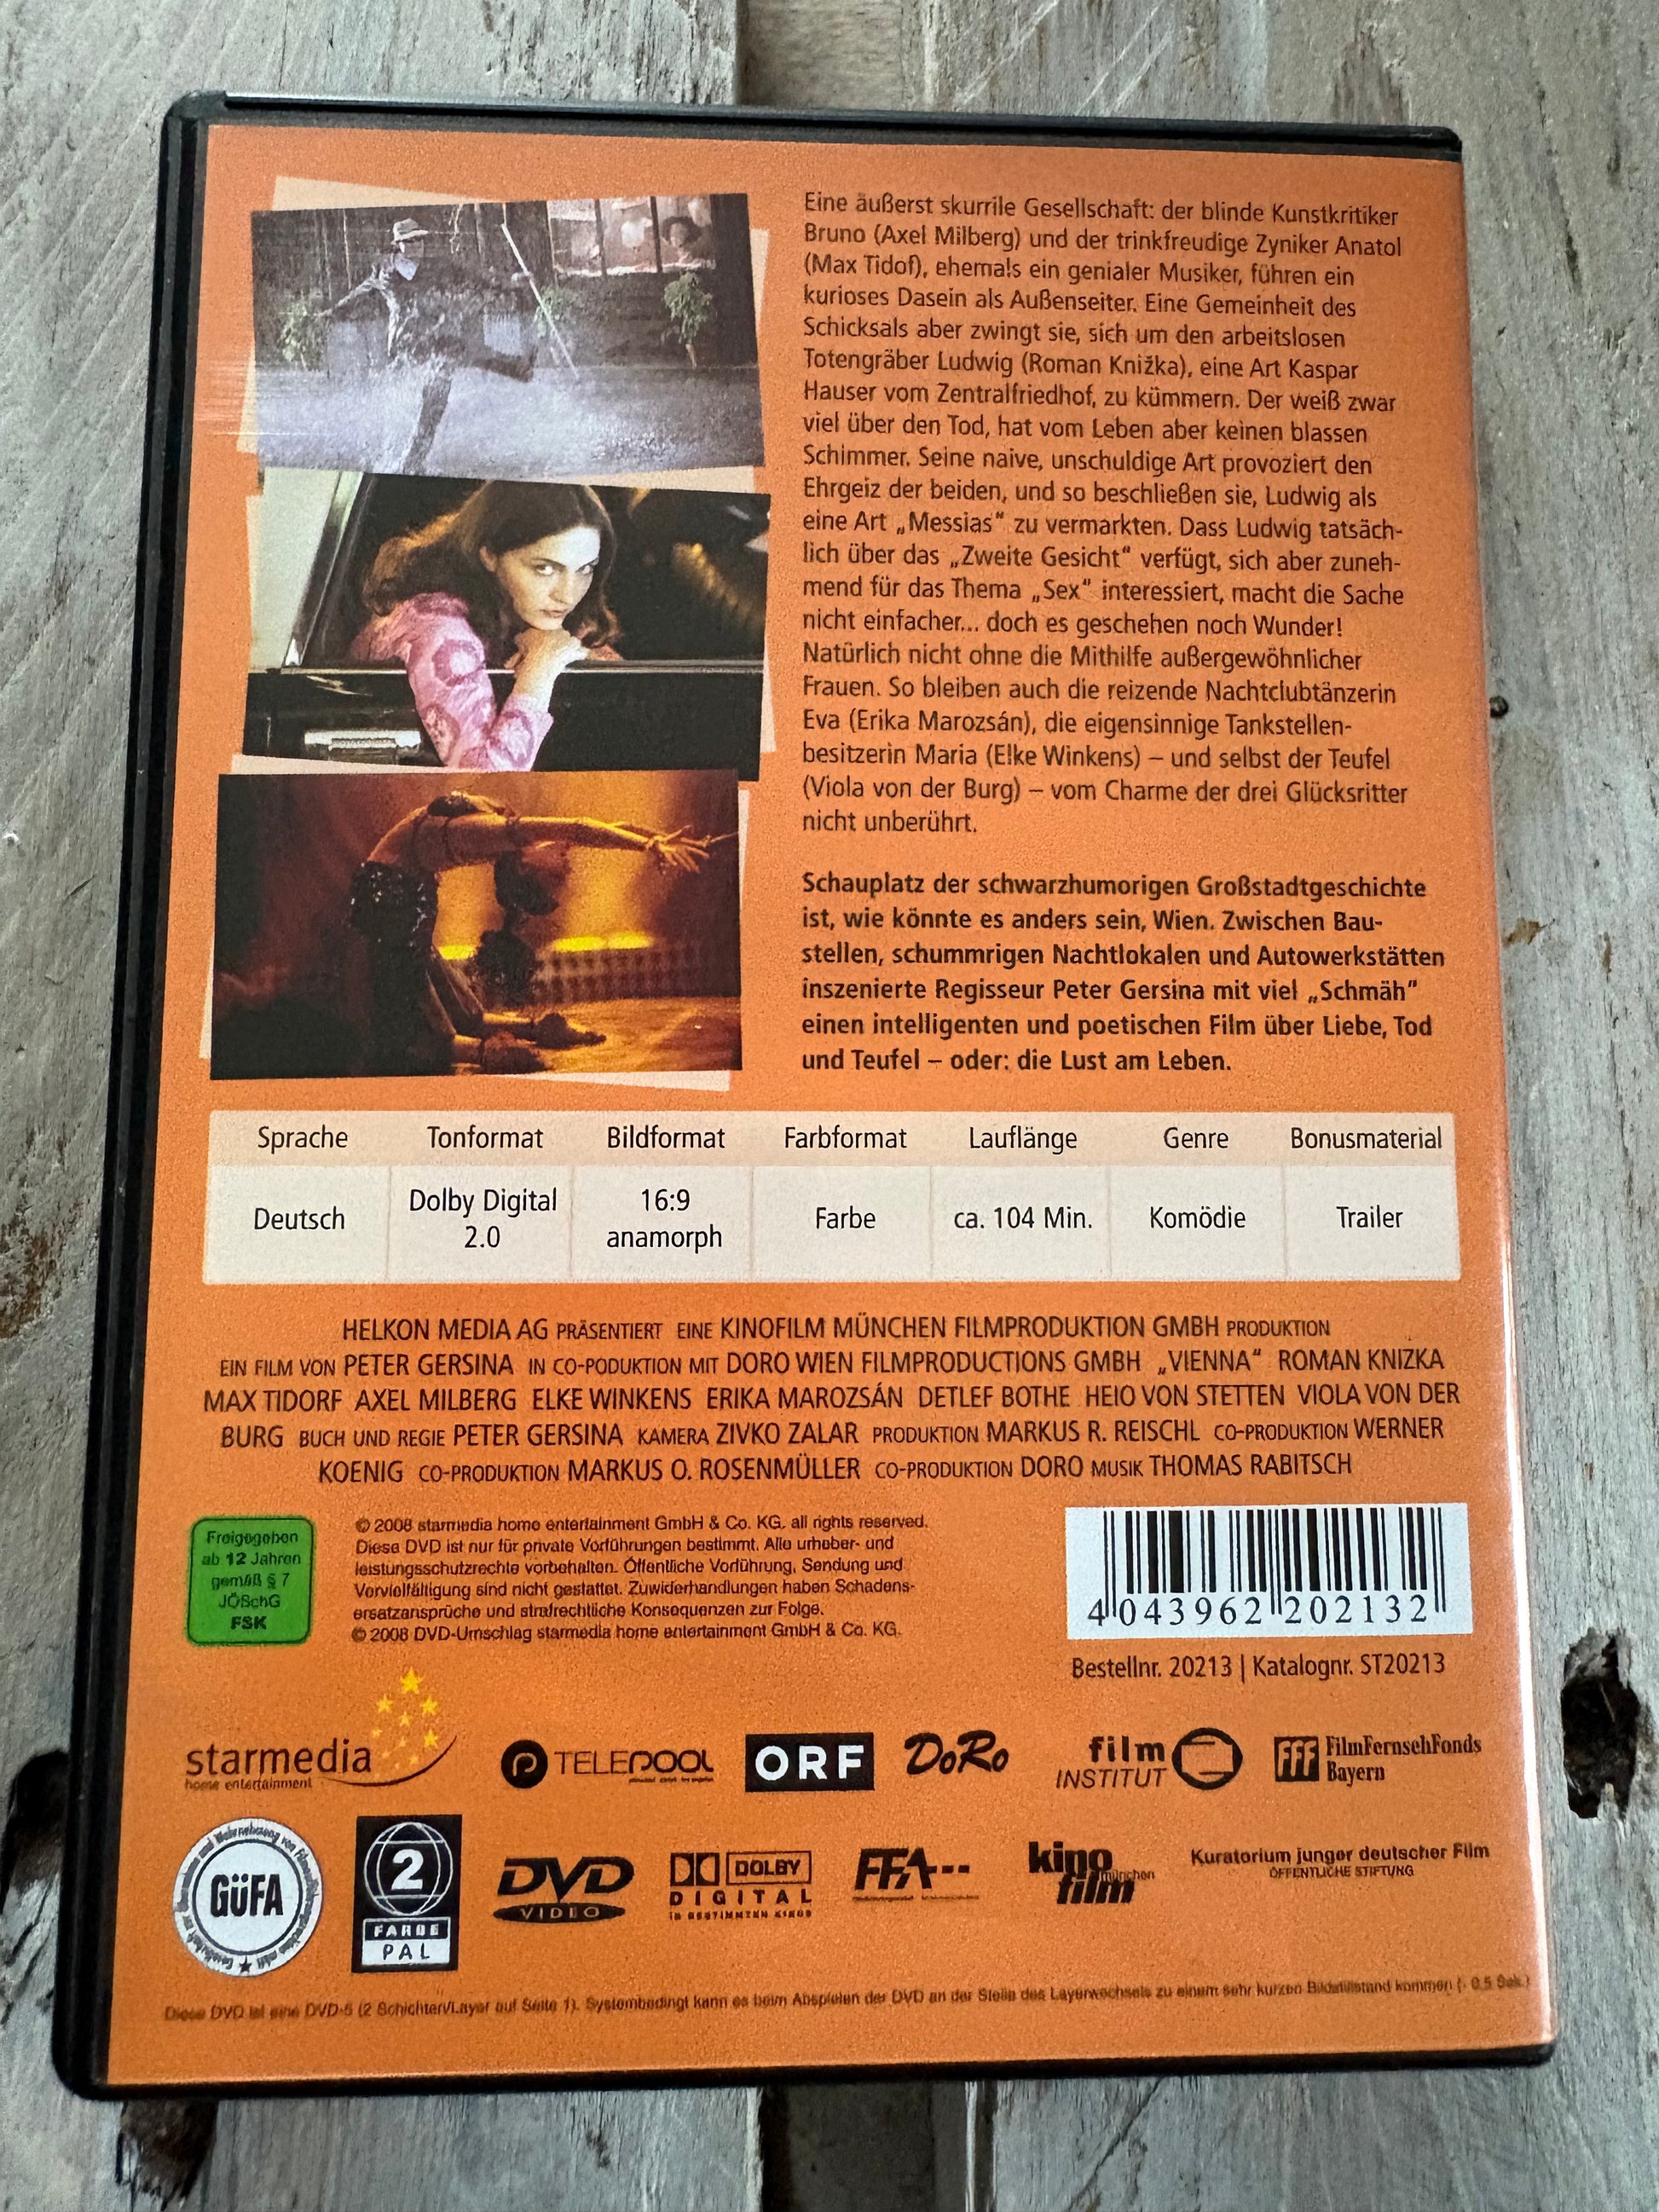 Eine äußerst skurrile Gesellschaft: der blinde Kunstkritiker
Bruno (Axel Milberg) und der trinkfreudige Zyniker Anatol
(Max Tidof), ehemals ein genialer Musiker, führen ein
kurioses Dasein als Außenseiter. Eine Gemeinheit des
Schicksals aber zwingt sie, sich um den arbeitslosen
Totengräber Ludwig (Roman Knižka), eine Art Kaspar
Hauser vom Zentralfriedhof, zu kümmern. Der weiß zwar
viel über den Tod, hat vom Leben aber keinen blassen
Schimmer. Seine naive, unschuldige Art provoziert den
Ehrgeiz der beiden, und so beschließen sie, Ludwig als
eine Art „Messias“ zu vermarkten. Dass Ludwig tatsäch-
lich über das „Zweite Gesicht“ verfügt, sich aber zuneh-
mend für das Thema „Sex“ interessiert, macht die Sache
nicht einfacher... doch es geschehen noch Wunder!
Natürlich nicht ohne die Mithilfe außergewöhnlicher
Frauen. So bleiben auch die reizende Nachtclubtänzerin
Eva (Erika Marozsán), die eigensinnige Tankstellen-
besitzerin Maria (Elke Winkens) – und selbst der Teufel
(Viola von der Burg) – vom Charme der drei Glücksritter
nicht unberührt.
Schauplatz der schwarzhumorigen Großstadtgeschichte
ist, wie könnte es anders sein, Wien. Zwischen Bau-
stellen, schummrigen Nachtlokalen und Autowerkstätten
inszenierte Regisseur Peter Gersina mit viel „Schmäh“
einen intelligenten und poetischen Film über Liebe, Tod
und Teufel – oder: die Lust am Leben.
Sprache Tonformat Bildformat Farbformat Lauflänge Genre Bonusmaterial
Deutsch Dolby Digital 2.0 16:9 anamorph Farbe ca. 104 Min. Komödie Trailer
HELKON MEDIA AG PRÄSENTIERT EINE KINOFILM MÜNCHEN FILMPRODUKTION GMBH PRODUKTION
EIN FILM VON PETER GERSINA IN CO-PODUKTION MIT DORO WIEN FILMPRODUCTIONS GMBH „VIENNA“ ROMAN KNIZKA
MAX TIDORF AXEL MILBERG ELKE WINKENS ERIKA MAROZSÁN DETLEF BOTHE HEIO VON STETTEN VIOLA VON DER
BURG BUCH UND REGIE PETER GERSINA KAMERA ZIVKO ZALAR PRODUKTION MARKUS R. REISCHL CO-PRODUKTION WERNER
KOENIG CO-PRODUKTION MARKUS O. ROSENMÜLLER CO-PRODUKTION DORO MUSIK THOMAS RABITSCH
Freigegeben
ab 12 Jahren
gemäß § 7
JÖSchG
FSK
© 2008 starmedia home entertainment GmbH & Co. KG. all rights reserved.
Diese DVD ist nur für private Vorführungen bestimmt. Alle urheber- und
leistungsschutzrechte vorbehalten. Öffentliche Vorführung, Sendung und
Vervielfältigung sind nicht gestattet. Zuwiderhandlungen haben Schadens-
ersatzansprüche und strafrechtliche Konsequenzen zur Folge.
© 2008 DVD-Umschlag starmedia home entertainment GmbH & Co. KG.
4 043962 202132
Bestellnr. 20213 | Katalognr. ST20213
starmedia
home entertainment
TELEPOOL
ORF
DoRo
film
INSTITUT
fff FilmFernsehFonds
Bayern
GüFA
2
FARBE
PAL
DVD
VIDEO
DOLBY
DIGITAL
IN BESTIMMTEN KINOS
FFA
kino
münchen
film
Kuratorium junger deutscher Film
ÖFFENTLICHE STIFTUNG
Diese DVD ist eine DVD-5 (2 Schichten/Layer auf Seite 1). Systembedingt kann es beim Abspielen der DVD an der Stelle des Layerwechsels zu einem sehr kurzen Bildstillstand kommen (- 0.5 Sek.)